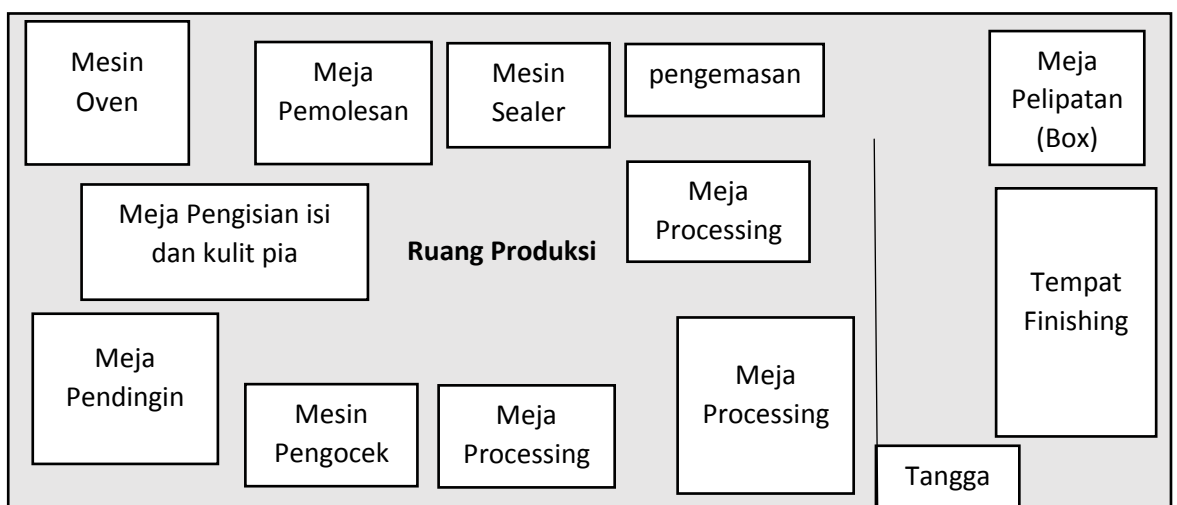 Mesin
Oven
Meja
Pemolesan
Mesin
Sealer
pengemasan
Meja
Pelipatan
(Box)
Meja Pengisian isi
dan kulit pia
Ruang Produksi
Meja
Processing
Tempat
Finishing
Meja
Pendingin
Mesin
Pengocek
Meja
Processing
Meja
Processing
Tangga